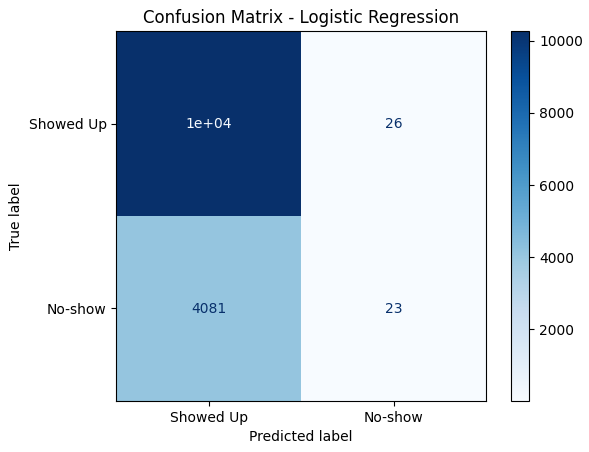 Confusion Matrix - Logistic Regression
True label
Showed Up
1e+04
26
No-show
4081
23
Showed Up
No-show
Predicted label
10000
8000
6000
4000
2000